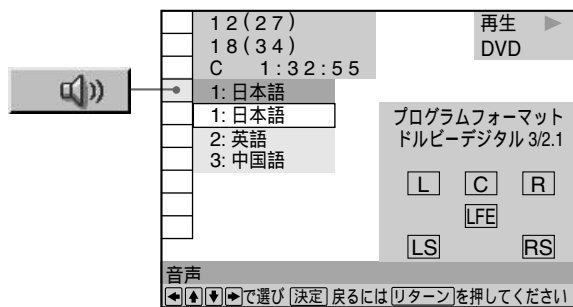 12(27)
18(34)
C 1:32:55
再生
DVD
1: 日本語
1: 日本語
2: 英語
3: 中国語
プログラムフォーマット
ドルビーデジタル 3/2.1
L C R
LFE
LS RS
音声
で選び 決定 戻るには リターン を押してください